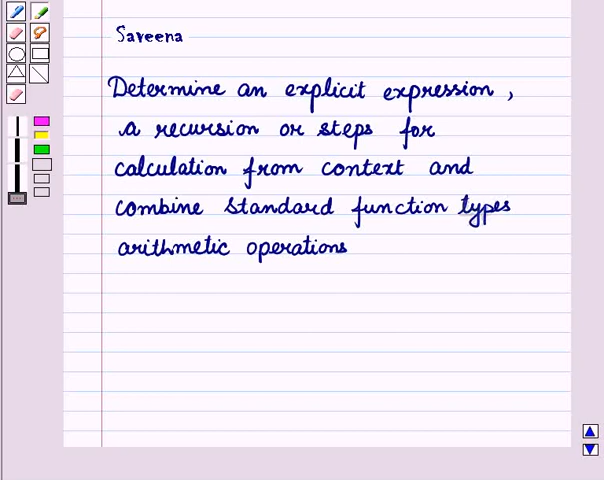 Saveena
Determine an explicit expression,
a recursion or steps for
calculation from context and
combine standard function types
arithmetic operations